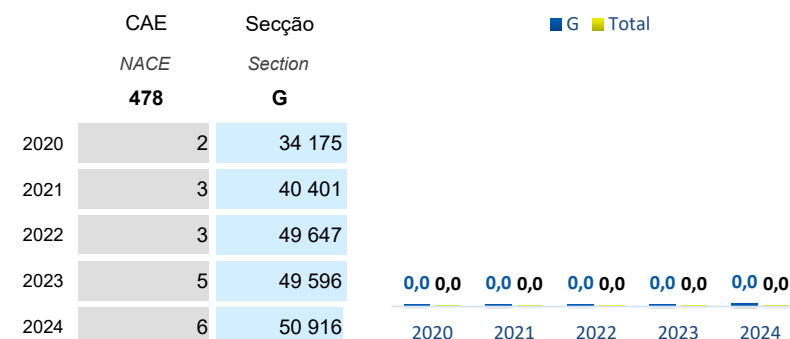 CAE Secção
NACE Section
478 G
2020 2 34 175
2021 3 40 401
2022 3 49 647
2023 5 49 596
2024 6 50 916
G Total
0,0 0,0 0,0 0,0 0,0 0,0 0,0 0,0 0,0 0,0
2020 2021 2022 2023 2024